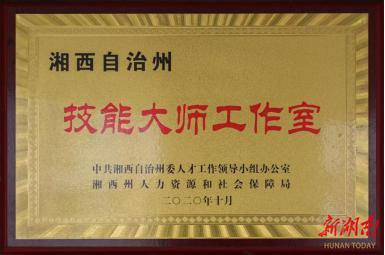 湘西自治州
技能大师工作室
中共湘西自治州委人才工作领导小组办公室
湘西州人力资源和社会保障局
二〇二〇年十月
新湖南
HUNAN TODAY